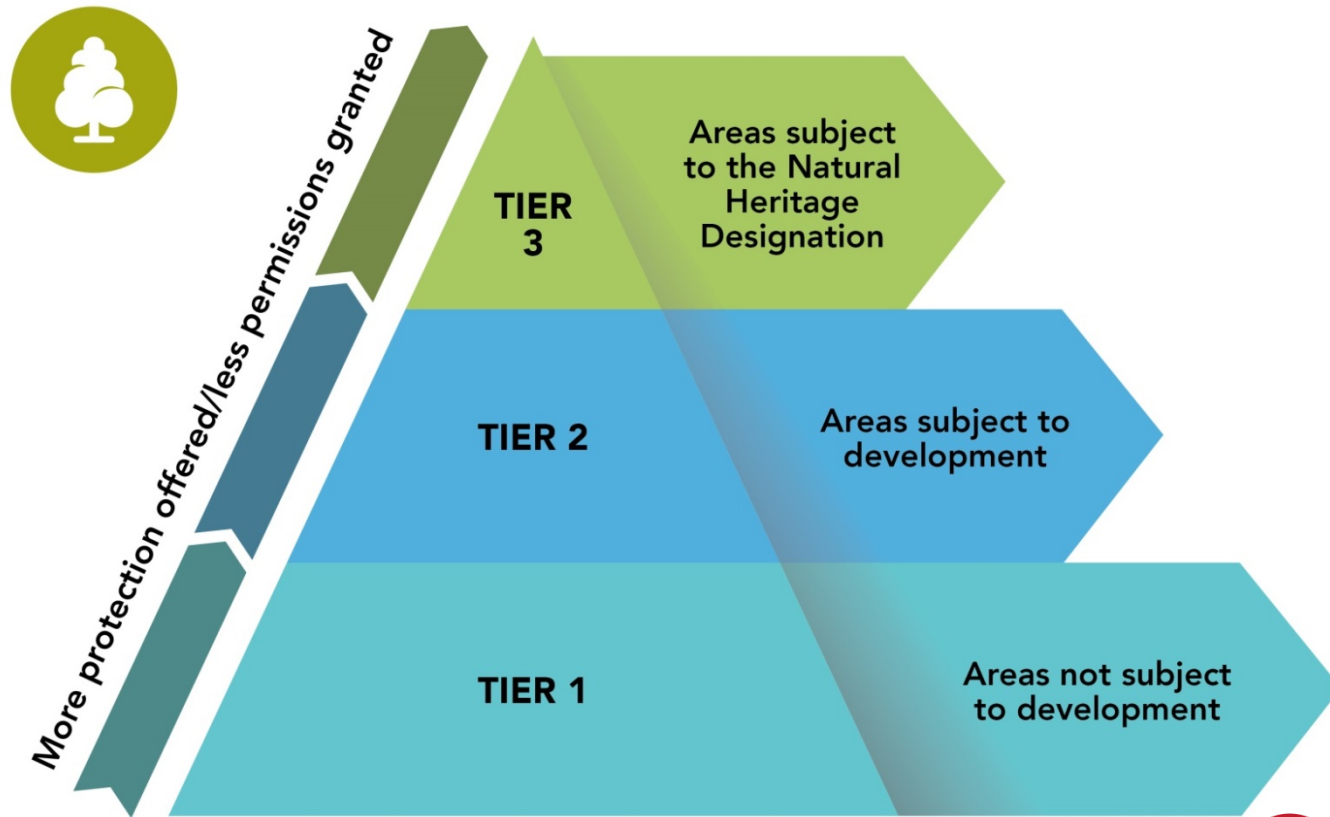 More protection offered/less permissions granted
TIER
3
Areas subject
to the Natural
Heritage
Designation
TIER 2
Areas subject to
development
TIER 1
Areas not subject
to development